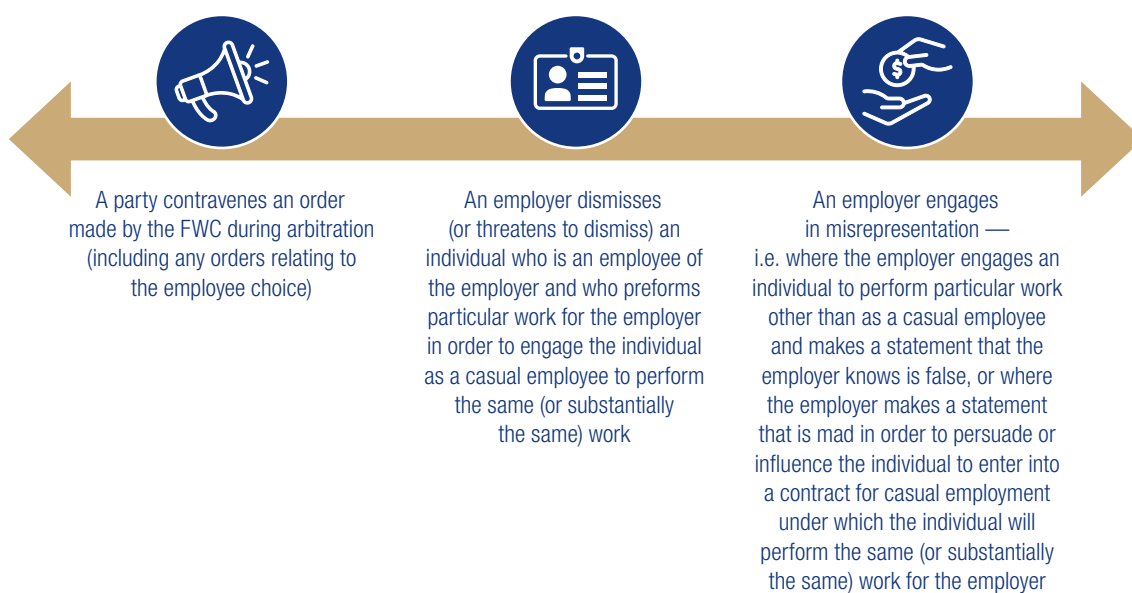 $
A party contravenes an order
made by the FWC during arbitration
(including any orders relating to
the employee choice)
An employer dismisses
(or threatens to dismiss) an
individual who is an employee of
the employer and who preforms
particular work for the employer
in order to engage the individual
as a casual employee to perform
the same (or substantially
the same) work
An employer engages
in misrepresentation —
i.e. where the employer engages an
individual to perform particular work
other than as a casual employee
and makes a statement that the
employer knows is false, or where
the employer makes a statement
that is mad in order to persuade or
influence the individual to enter into
a contract for casual employment
under which the individual will
perform the same (or substantially
the same) work for the employer